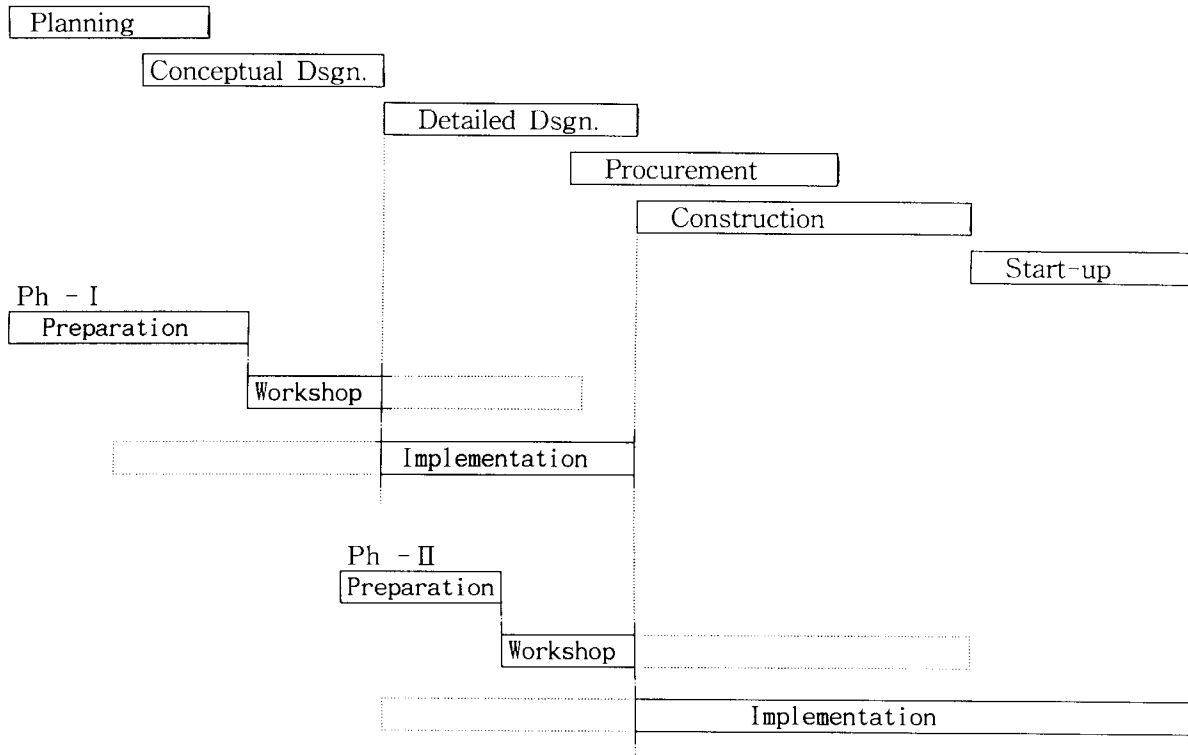 Planning
Conceptual Dsgn.
Detailed Dsgn.
Procurement
Construction
Start-up
Ph - I
Preparation
Workshop
Implementation
Ph - II
Preparation
Workshop
Implementation